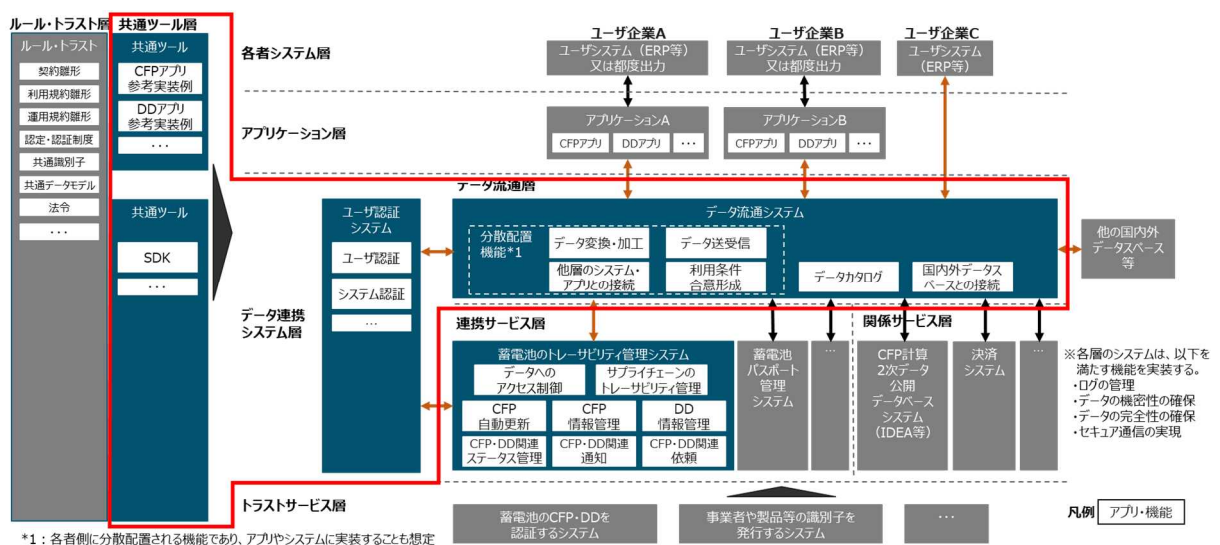 ルール・トラスト層
共通ツール層
ルール・トラスト
契約雛形
利用規約雛形
運用規約雛形
認定・認証制度
共通識別子
共通データモデル
法令
・・・
共通ツール
CFPアプリ
参考実装例
DDアプリ
参考実装例
・・・
共通ツール
SDK
・・・
各者システム層
ユーザ企業A
ユーザシステム（ERP等）
又は都度出力
ユーザ企業B
ユーザシステム（ERP等）
又は都度出力
ユーザ企業C
ユーザシステム
(ERP等)
アプリケーション層
アプリケーションA
CFPアプリ
DDアプリ
・・・
アプリケーションB
CFPアプリ
DDアプリ
・・・
データ連携
システム層
ユーザ認証
システム
ユーザ認証
システム認証
…
データ流通層
データ流通システム
分散配置
機能*1
データ変換・加工
データ送受信
他層のシステム・
アプリとの接続
利用条件
合意形成
データカタログ
国内外データス
ベースとの接続
他の国内外
データスベース
等
連携サービス層
蓄電池のトレーサビリティ管理システム
データへの
アクセス制御
サプライチェーンの
トレーサビリティ管理
CFP
自動更新
CFP
情報管理
DD
情報管理
CFP・DD関連
ステータス管理
CFP・DD関連
通知
CFP・DD関連
依頼
蓄電池
パスポート
管理
システム
…
関係サービス層
CFP計算
2次データ
公開
データベース
システム
(IDEA等)
決済
システム
…
※各層のシステムは、以下を
満たす機能を実装する。
・ログの管理
・データの機密性の確保
・データの完全性の確保
・セキュア通信の実現
トラストサービス層
蓄電池のCFP・DDを
認証するシステム
事業者や製品等の識別子を
発行するシステム
・・・
凡例
アプリ・機能
*1：各者側に分散配置される機能であり、アプリやシステムに実装することも想定